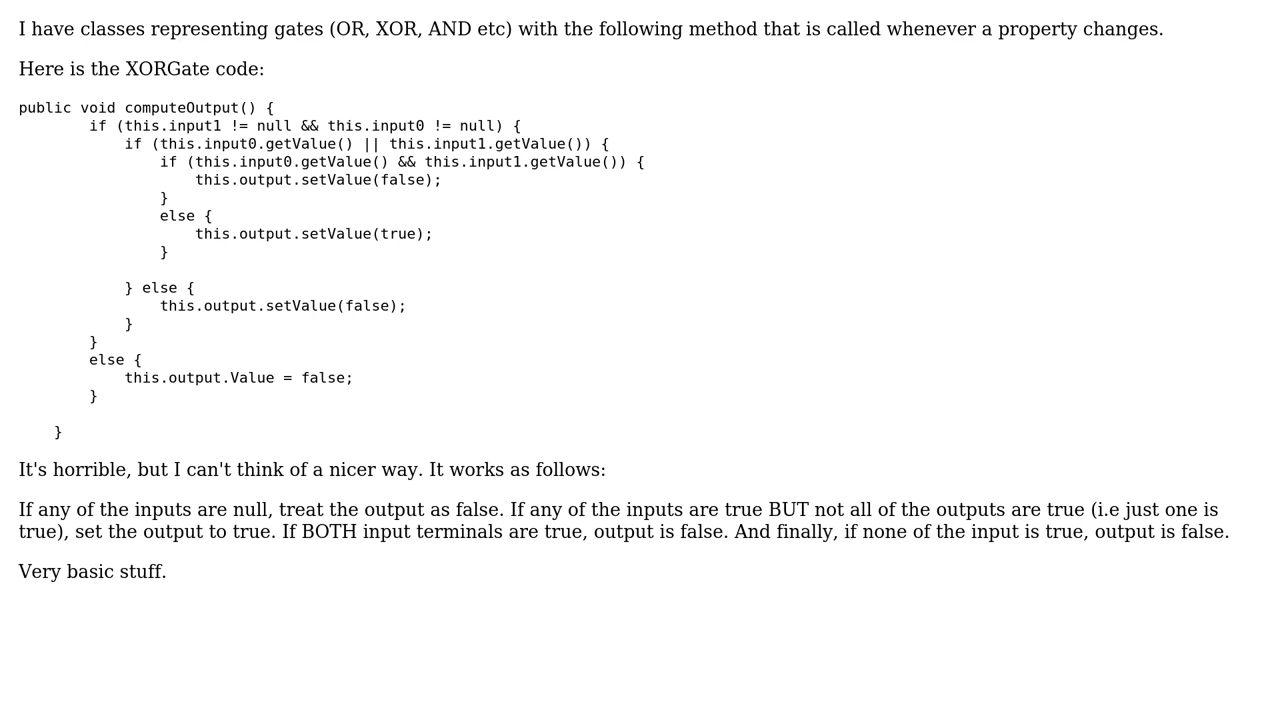 I have classes representing gates (OR, XOR, AND etc) with the following method that is called whenever a property changes.
Here is the XORGate code:
public void computeOutput() {
        if (this.input1 != null && this.input0 != null) {
            if (this.input0.getValue() || this.input1.getValue()) {
                if (this.input0.getValue() && this.input1.getValue()) {
                    this.output.setValue(false);
                }
                else {
                    this.output.setValue(true);
                }

            } else {
                this.output.setValue(false);
            }
        }
        else {
            this.output.Value = false;
        }

    }
It's horrible, but I can't think of a nicer way. It works as follows:
If any of the inputs are null, treat the output as false. If any of the inputs are true BUT not all of the outputs are true (i.e just one is
true), set the output to true. If BOTH input terminals are true, output is false. And finally, if none of the input is true, output is false.
Very basic stuff.